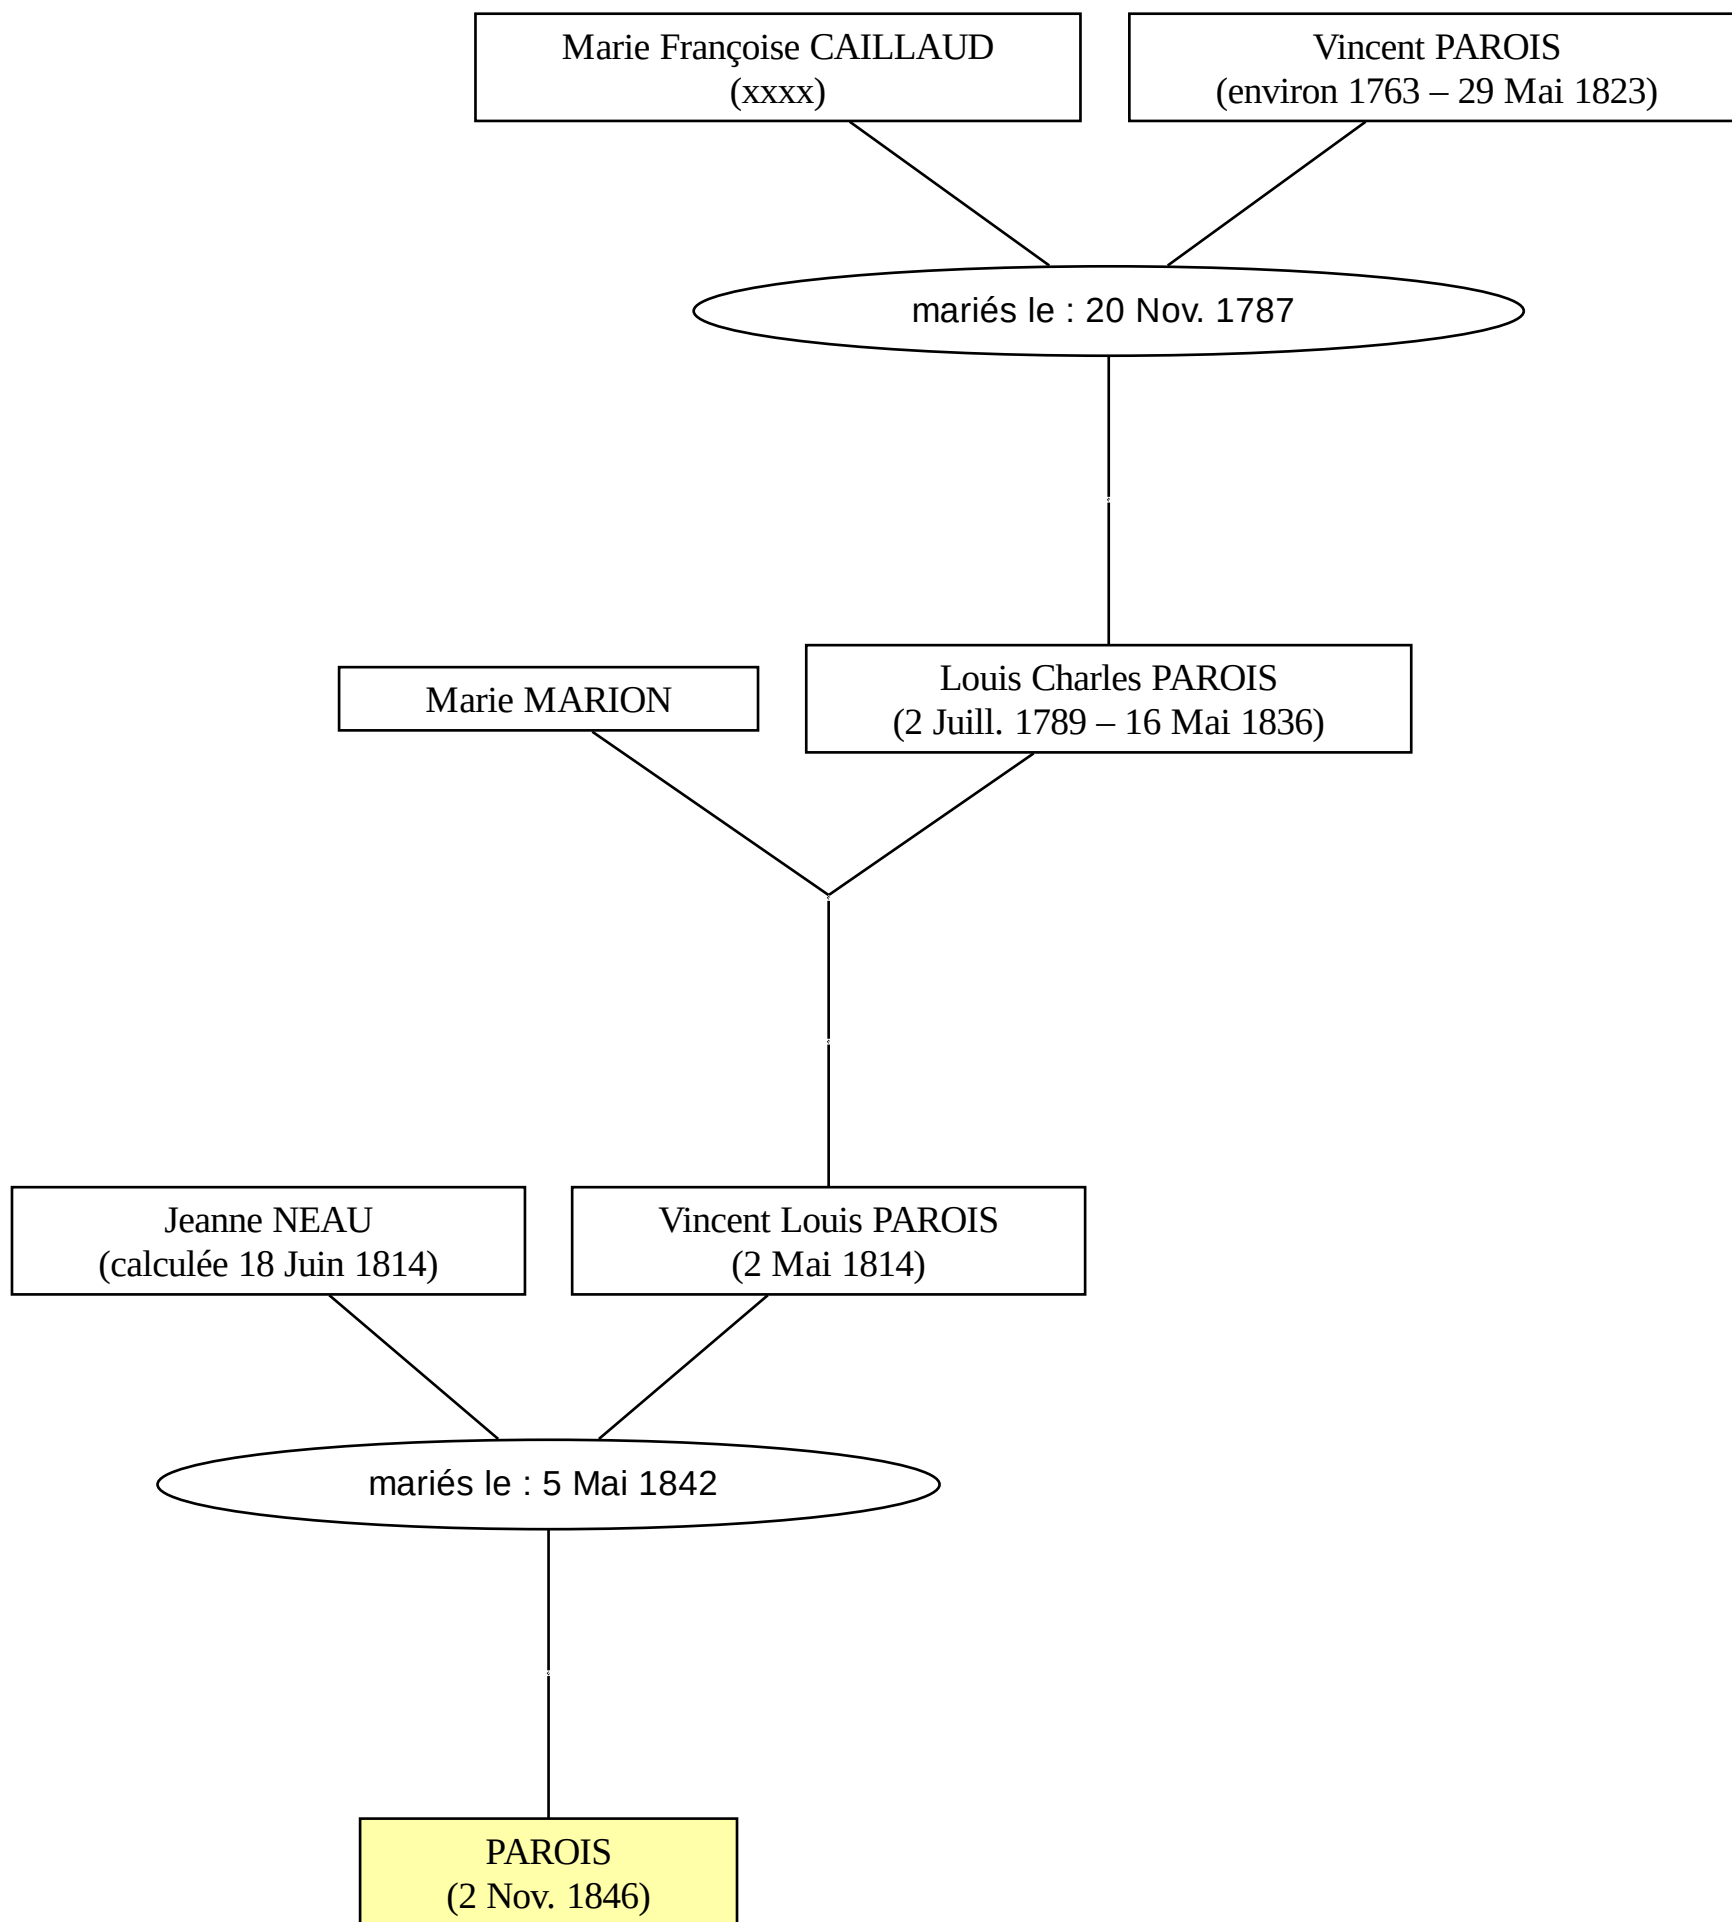 Marie Françoise CAILLAUD
(xxxx)
Vincent PAROIS
(environ 1763 – 29 Mai 1823)
mariés le : 20 Nov. 1787
Marie MARION
Louis Charles PAROIS
(2 Juill. 1789 – 16 Mai 1836)
Jeanne NEAU
(calculée 18 Juin 1814)
Vincent Louis PAROIS
(2 Mai 1814)
mariés le : 5 Mai 1842
PAROIS
(2 Nov. 1846)